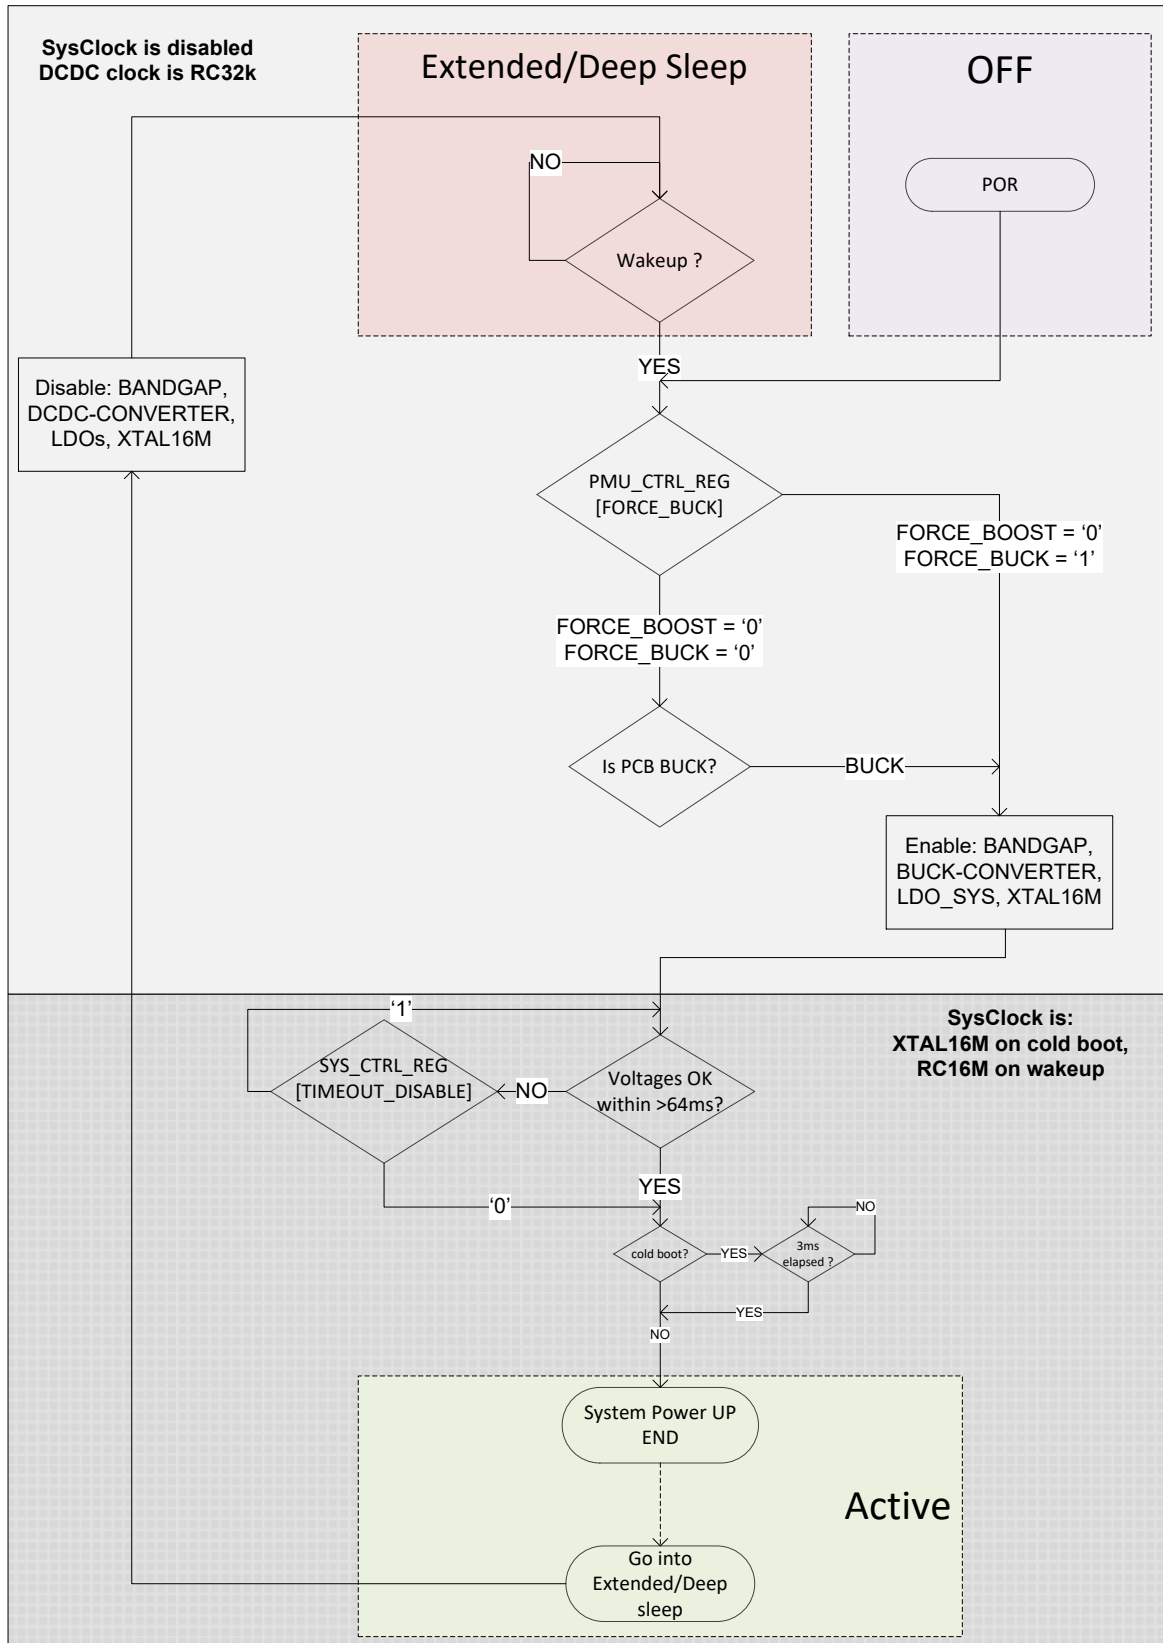 SysClock is disabled
DCDC clock is RC32k
Extended/Deep Sleep
OFF
NO
POR
Wakeup ?
YES
Disable: BANDGAP,
DCDC-CONVERTER,
LDOs, XTAL16M
PMU_CTRL_REG
[FORCE_BUCK]
FORCE_BOOST = ‘0’
FORCE_BUCK = ‘1’
FORCE_BOOST = ‘0’
FORCE_BUCK = ‘0’
Is PCB BUCK?
BUCK
Enable: BANDGAP,
BUCK-CONVERTER,
LDO_SYS, XTAL16M
‘1’
SysClock is:
XTAL16M on cold boot,
RC16M on wakeup
SYS_CTRL_REG
[TIMEOUT_DISABLE]
NO
Voltages OK
within >64ms?
YES
‘0’
NO
cold boot?
YES
3ms
elapsed ?
YES
NO
System Power UP
END
Active
Go into
Extended/Deep
sleep